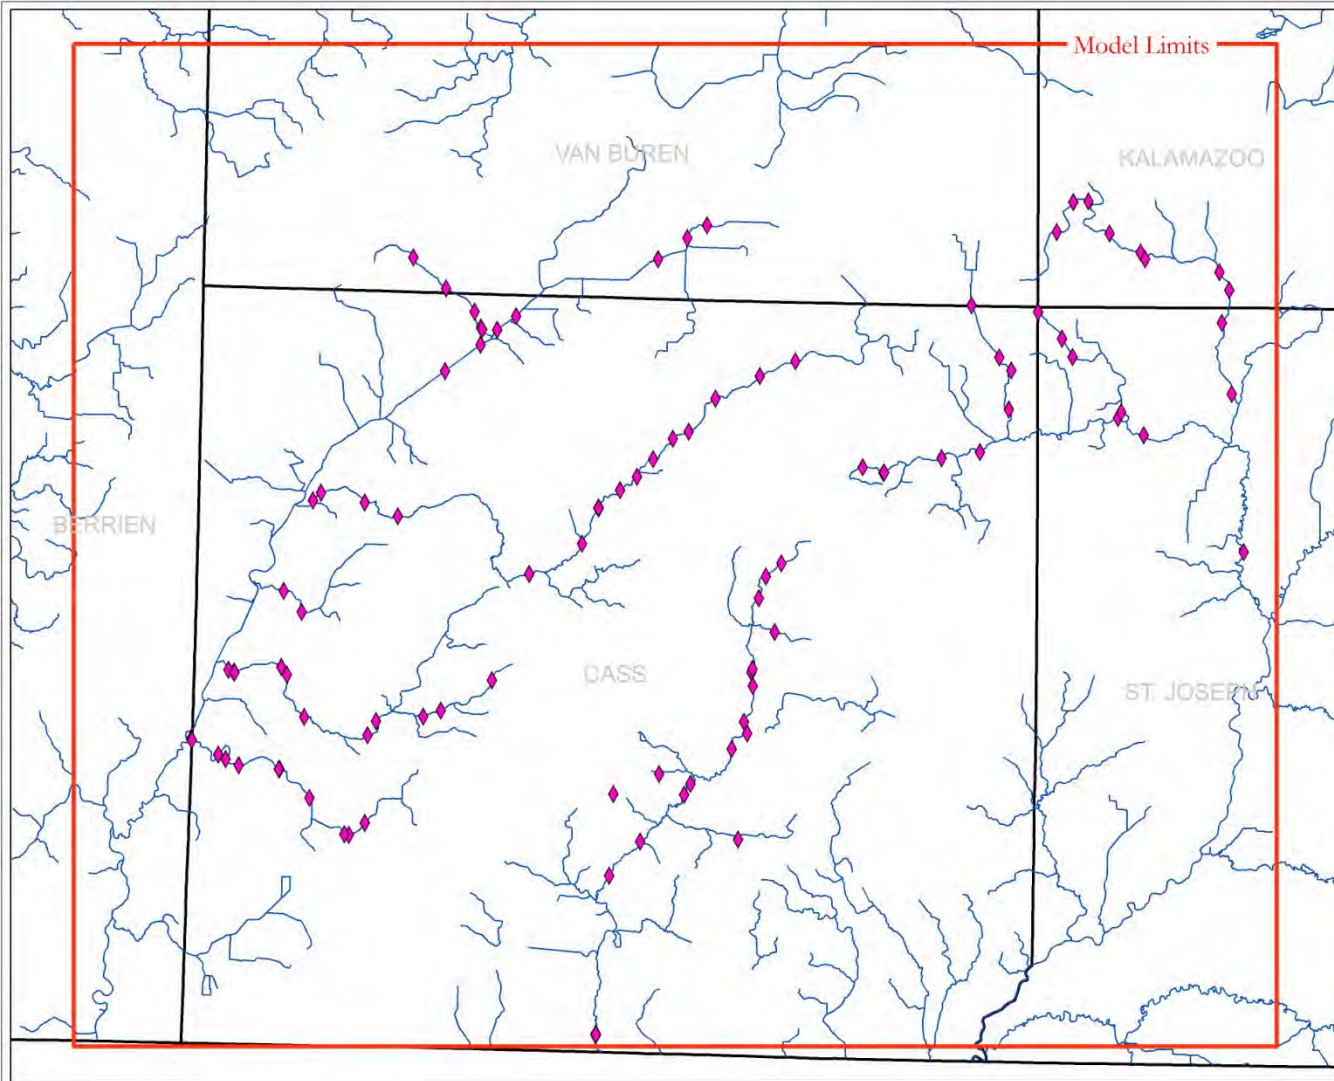 Model Limits
VAN BUREN
KALAMAZOO
BERRIEN
CASS
ST. JOSEPH